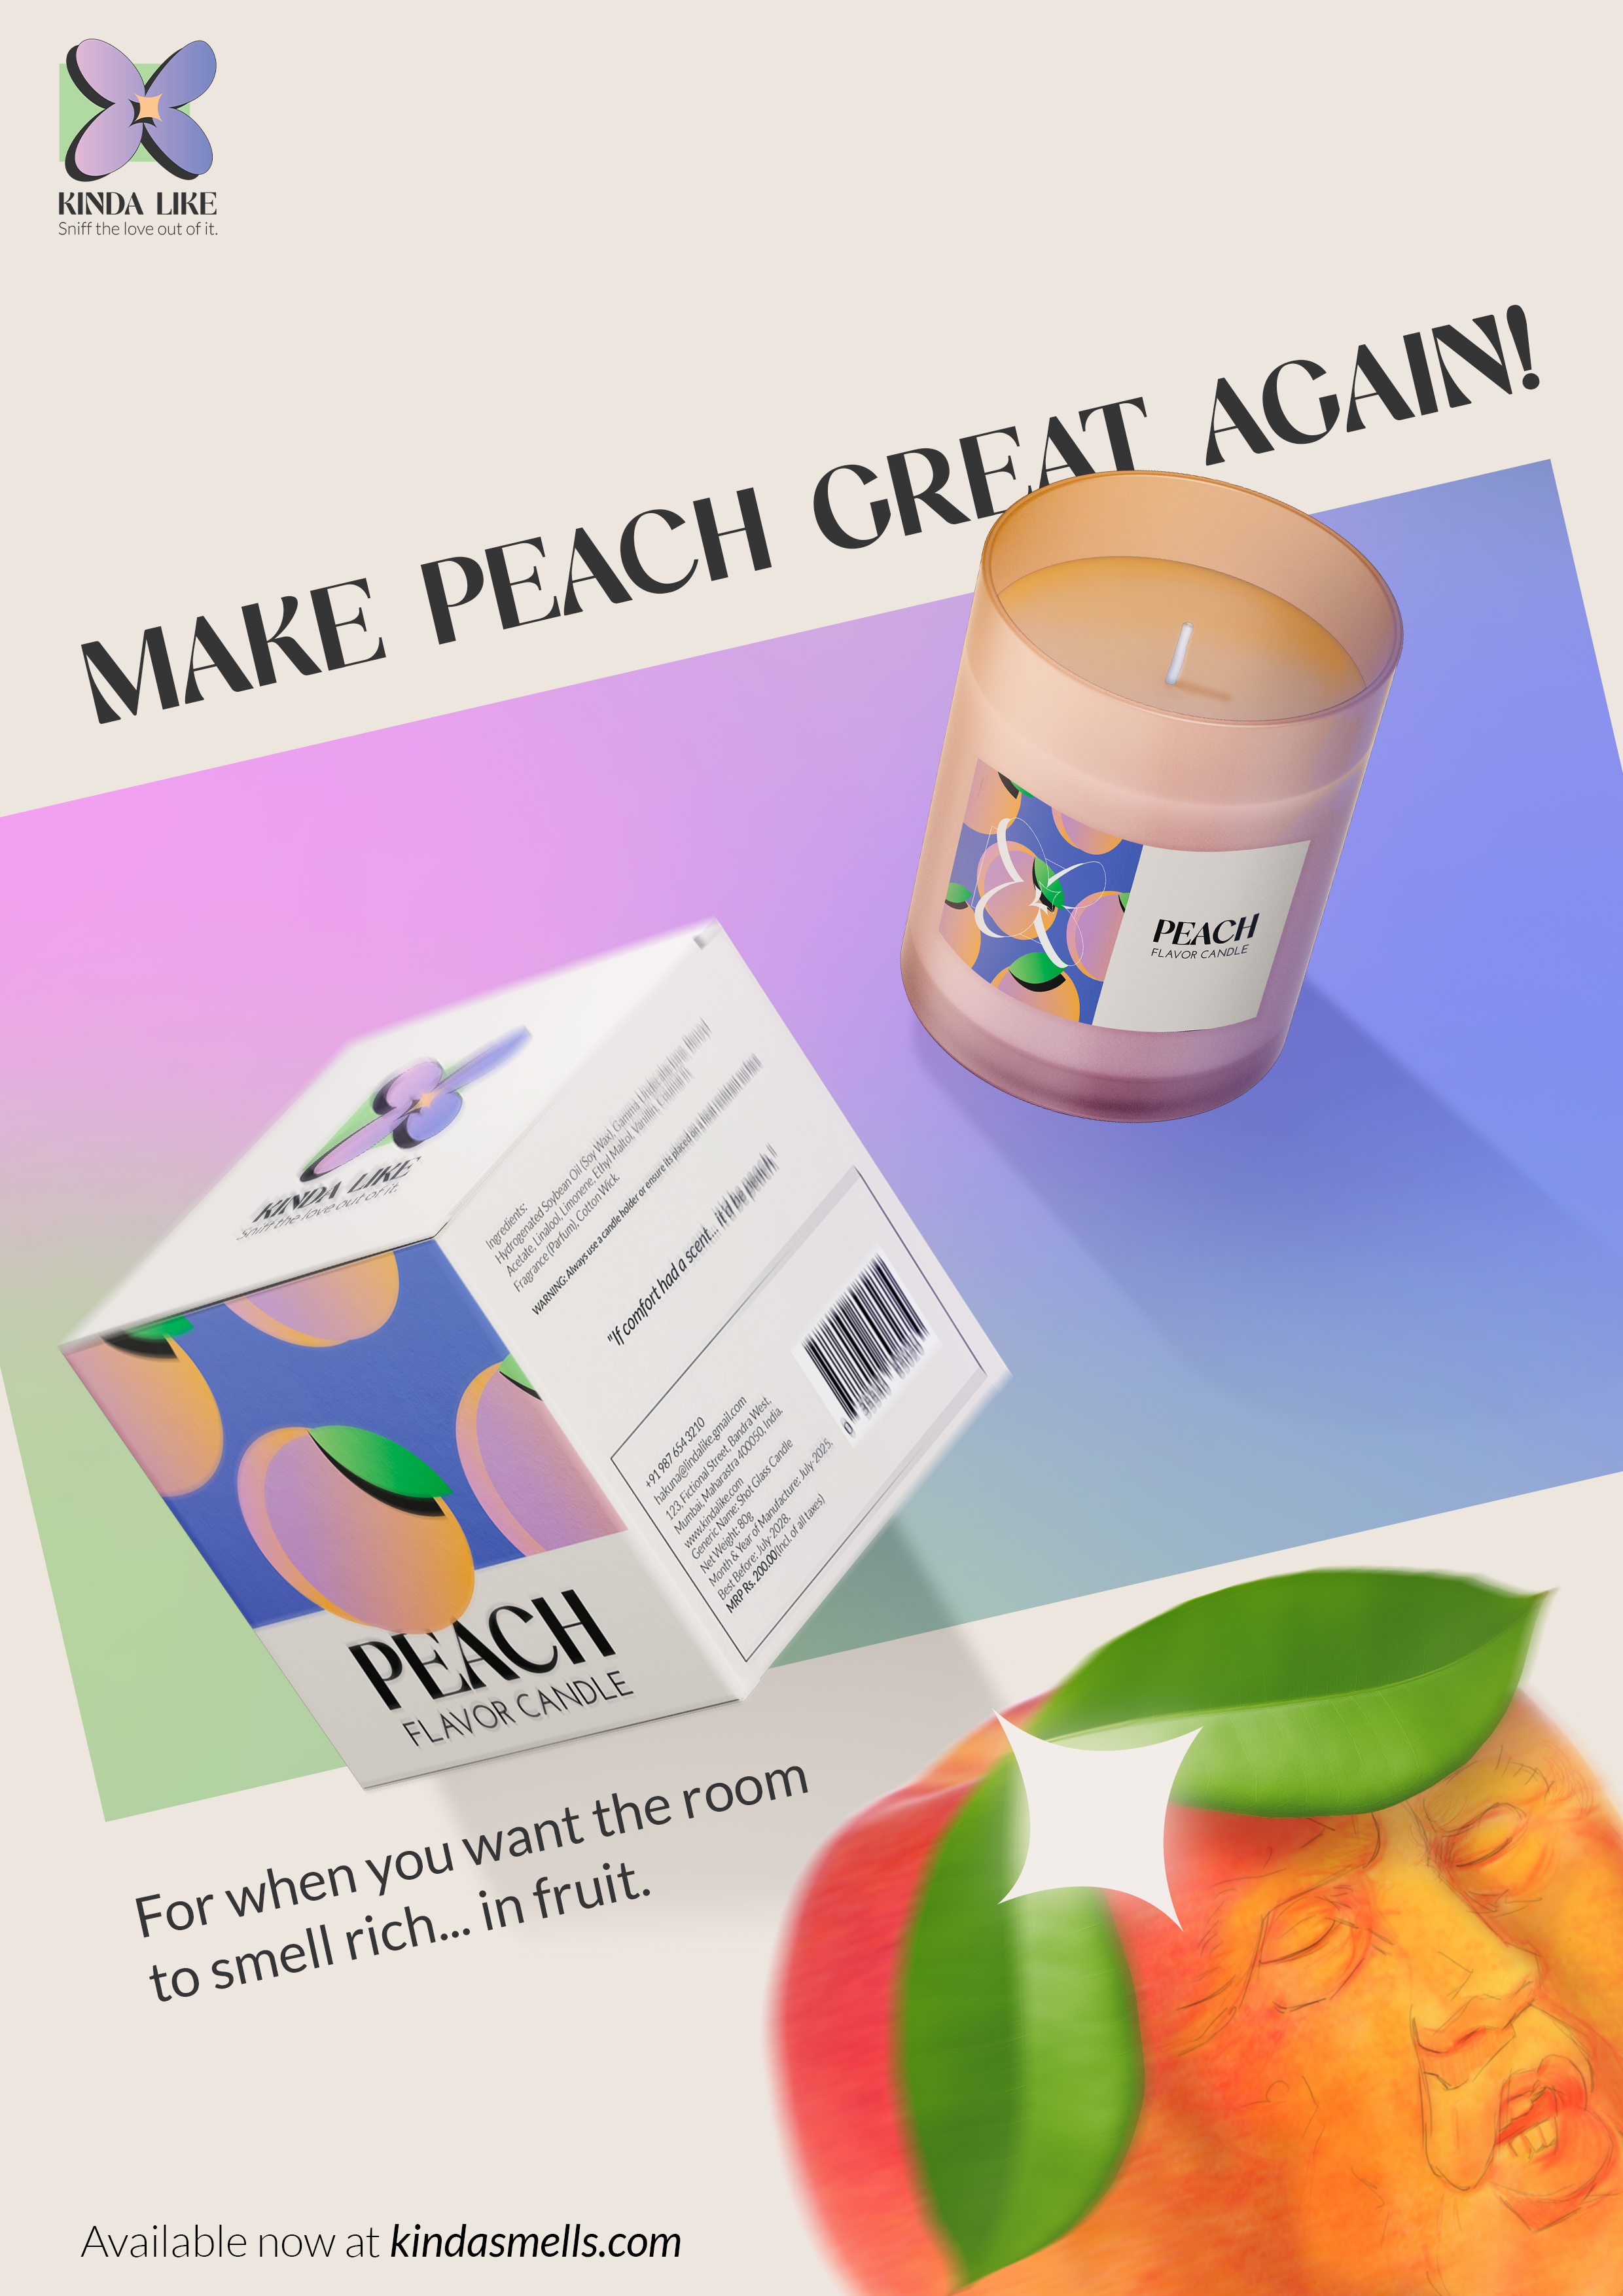 KINDA LIKE
Sniff the love out of it.
MAKE PEACH GREAT AGAIN!
PEACH
FLAVOR CANDLE
KINDA LIKE
Sniff the love out of it.
Ingredients:
Hydrogenated Soybean Oil (Soy Wax), Gamma
Acetate, Linalool, Limonene, Ethyl Maltol, Vanillin,
Fragrance (Parfum), Cotton Wick.
WARNING: Always use a candle holder or ensure its placed on a heat
"If comfort had a scent... it'd be peach"
+91 987 654 3210
hakuna@lindalike.gmail.com
123, Fictional Street, Bandra West,
Mumbai, Maharastra 400050, India.
www.kindalike.com
Generic Name: Shot Glass Candle
Net Weight: 80g
Month & Year of Manufacture: July-2025.
Best Before: July-2028.
MRP Rs. 200.00(Incl. of all taxes)
PEACH
FLAVOR CANDLE
For when you want the room
to smell rich... in fruit.
Available now at kindasmells.com